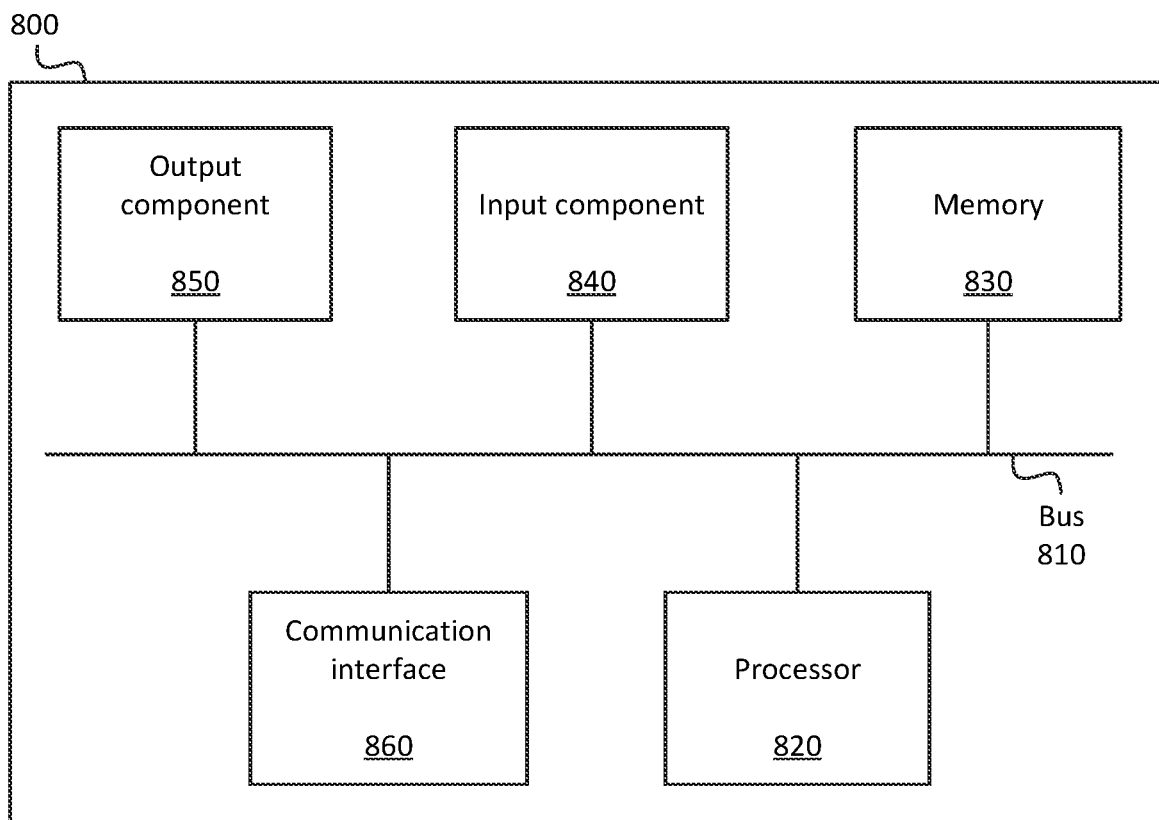 800
Output
component
850
Input component
840
Memory
830
Bus
810
Communication
interface
860
Processor
820